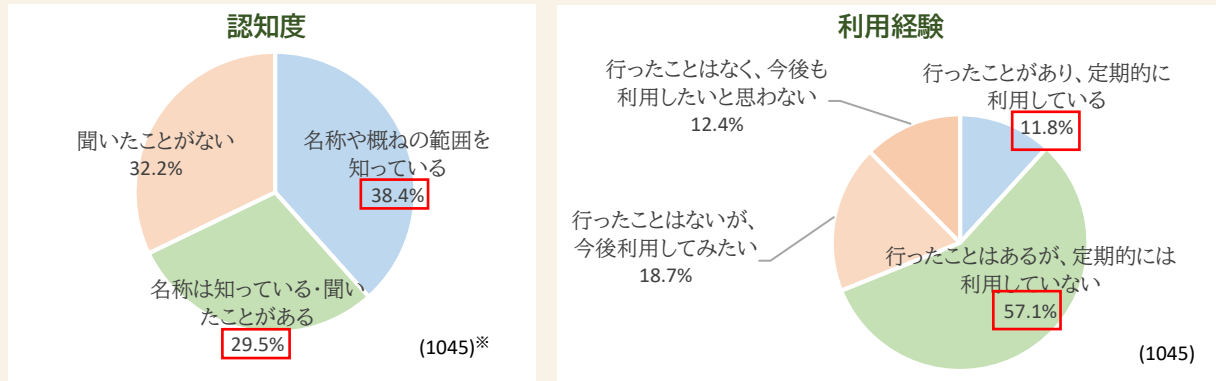 認知度
聞いたことがない
32.2%
名称や概ねの範囲を
知っている
38.4%
名称は知っている・聞い
たことがある
29.5%
(1045)※
利用経験
行ったことはなく、今後も
利用したいと思わない
12.4%
行ったことがあり、定期的に
利用している
11.8%
行ったことはないが、
今後利用してみたい
18.7%
行ったことはあるが、定期的には
利用していない
57.1%
(1045)